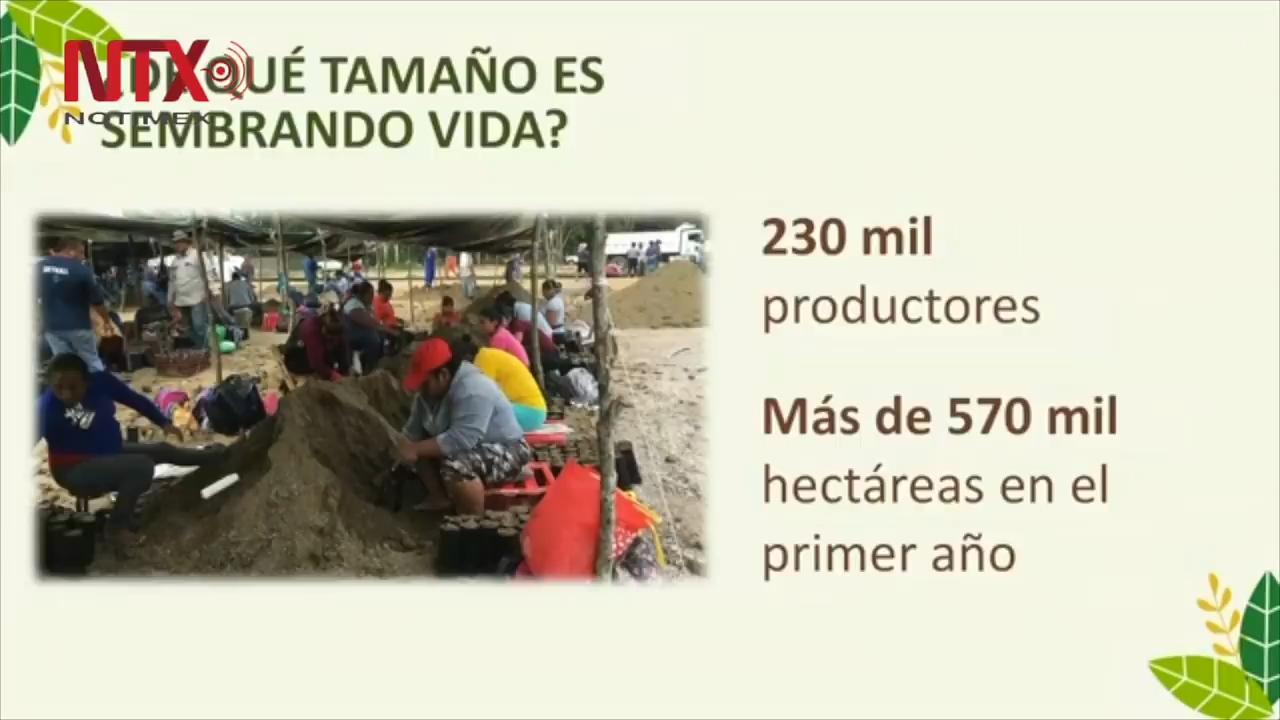 NTX
NOTIMEX
¿DE QUÉ TAMAÑO ES
SEMBRANDO VIDA?
230 mil
productores
Más de 570 mil
hectáreas en el
primer año